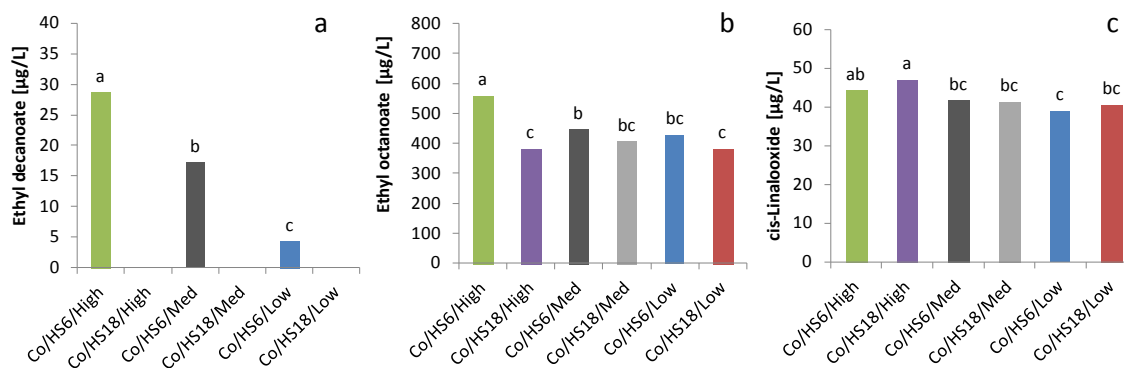 a
Ethyl decanoate [µg/L]
40
35
30
25
20
15
10
5
0
a
b
c
Co/HS6/High
Co/HS18/High
Co/HS6/Med
Co/HS18/Med
Co/HS6/Low
Co/HS18/Low
b
Ethyl octanoate [µg/L]
800
700
600
500
400
300
200
100
0
a
c
b
bc
bc
c
Co/HS6/High
Co/HS18/High
Co/HS6/Med
Co/HS18/Med
Co/HS6/Low
Co/HS18/Low
c
cis-Linalooxide [µg/L]
60
50
40
30
20
10
0
ab
a
bc
bc
c
bc
Co/HS6/High
Co/HS18/High
Co/HS6/Med
Co/HS18/Med
Co/HS6/Low
Co/HS18/Low